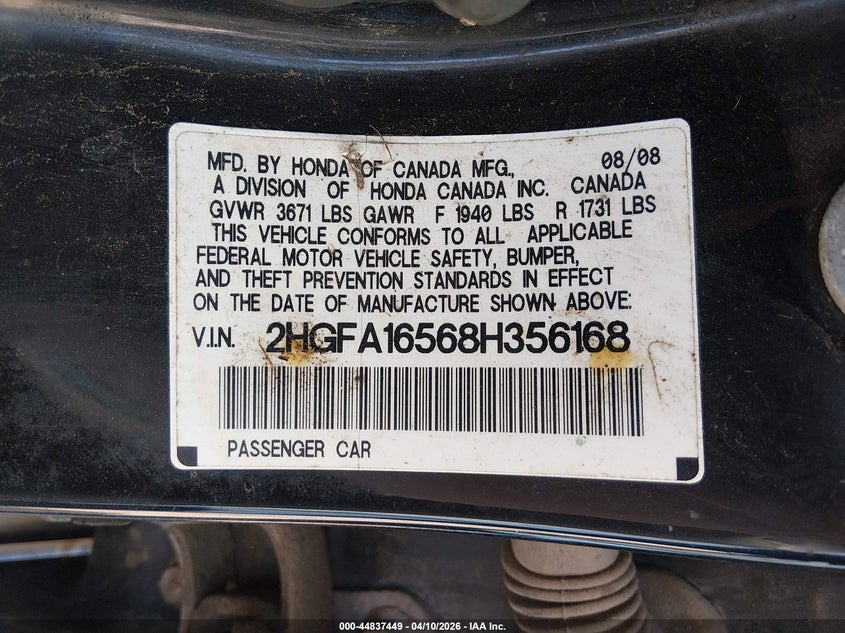 MFD. BY HONDA OF CANADA MFG., 08/08
A DIVISION OF HONDA CANADA INC. CANADA
GVWR 3671 LBS GAWR F 1940 LBS R 1731 LBS
THIS VEHICLE CONFORMS TO ALL APPLICABLE
FEDERAL MOTOR VEHICLE SAFETY, BUMPER,
AND THEFT PREVENTION STANDARDS IN EFFECT
ON THE DATE OF MANUFACTURE SHOWN ABOVE:
V.I.N. 2HGFA16568H356168
PASSENGER CAR
000-44837449 - 04/10/2026 - IAA Inc.